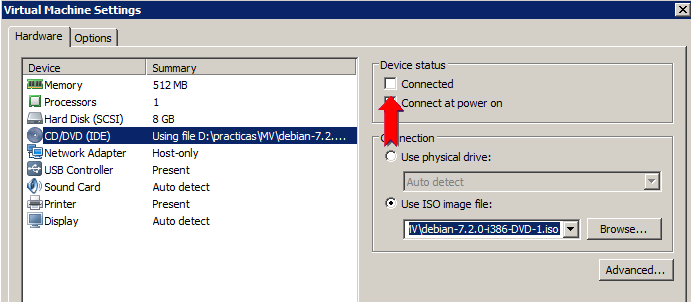 Virtual Machine Settings
Hardware Options
Device Summary
Memory 512 MB
Processors 1
Hard Disk (SCSI) 8 GB
CD/DVD (IDE) Using file D:\practicas\MV\debian-7.2....
Network Adapter Host-only
USB Controller Present
Sound Card Auto detect
Printer Present
Display Auto detect
Device status
Connected
Connect at power on
Connection
Use physical drive:
Auto detect
Use ISO image file:
MV\debian-7.2.0-i386-DVD-1.iso Browse...
Advanced...